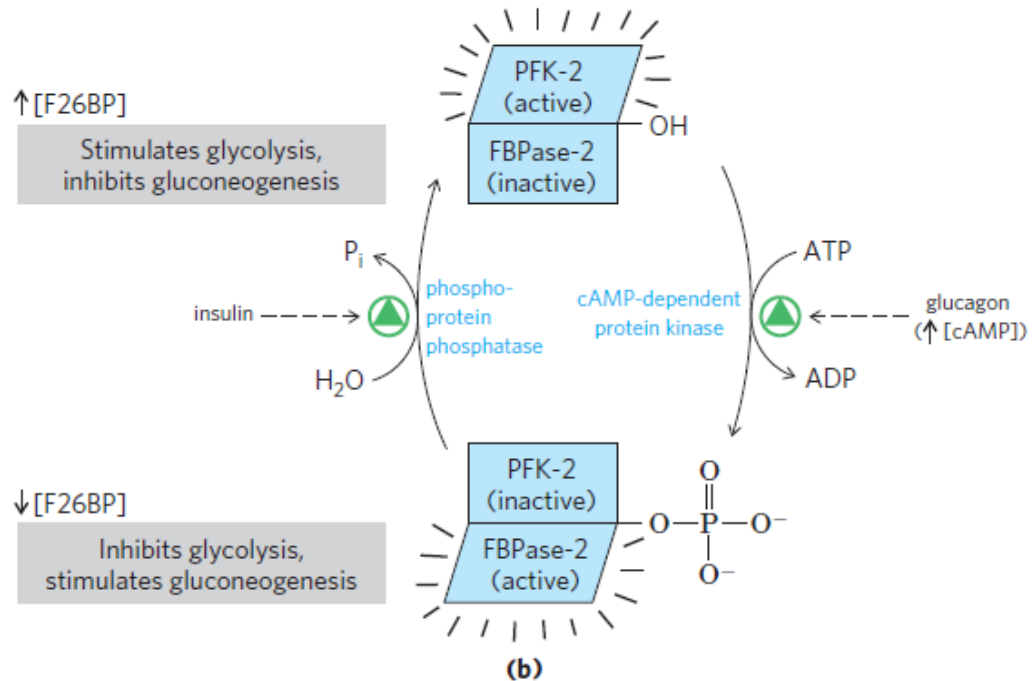 PFK-2
(active)
OH
FBPase-2
(inactive)
↑[F26BP]
Stimulates glycolysis,
inhibits gluconeogenesis
Pi
insulin
H2O
phospho-
protein
phosphatase
cAMP-dependent
protein kinase
ATP
glucagon
(↑ [cAMP])
ADP
↓[F26BP]
Inhibits glycolysis,
stimulates gluconeogenesis
PFK-2
(inactive)
FBPase-2
(active)
O
O—P—O−
O−
(b)